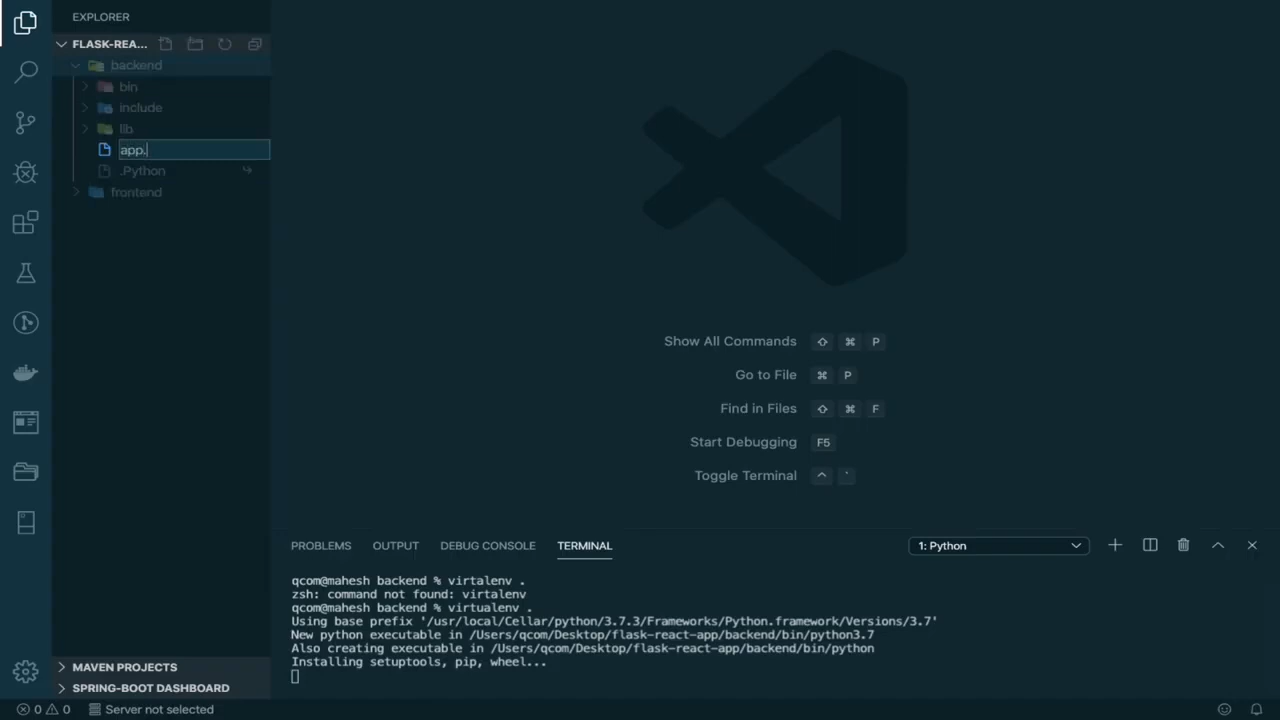 EXPLORER
FLASK-REA...
backend
bin
include
lib
app.
.Python
frontend
MAVEN PROJECTS
SPRING-BOOT DASHBOARD
Show All Commands ⇧ ⌘ P
Go to File ⌘ P
Find in Files ⇧ ⌘ F
Start Debugging F5
Toggle Terminal ^ `
PROBLEMS OUTPUT DEBUG CONSOLE TERMINAL 1: Python
qcom@mahesh backend % virtalenv .
zsh: command not found: virtalenv
qcom@mahesh backend % virtualenv .
Using base prefix '/usr/local/Cellar/python/3.7.3/Frameworks/Python.framework/Versions/3.7'
New python executable in /Users/qcom/Desktop/flask-react-app/backend/bin/python3.7
Also creating executable in /Users/qcom/Desktop/flask-react-app/backend/bin/python
Installing setuptools, pip, wheel...
0 0 Server not selected